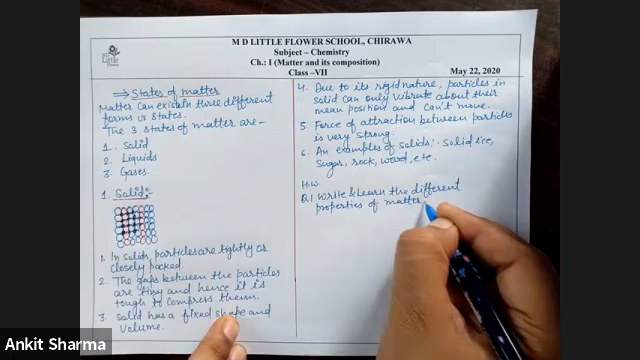 M D LITTLE FLOWER SCHOOL, CHIRAWA
Subject – Chemistry
Ch.: I (Matter and its composition)
Class –VII
May 22, 2020
Little
Flower
⇒ States of matter
Matter can exist in three different
forms or states.
The 3 states of matter are-
1. Solid
2. Liquids
3. Gases.
1. Solids
1. In Solid, particles are tightly or
closely packed.
2. The gaps between the particles
are tiny and hence it is
tough to compress them.
3. Solid has a fixed shape and
volume.
4. Due to its rigid nature, particles in
solid can only vibrate about their
mean position and can't move.
5. Force of attraction between particles
is very strong.
6. An examples of solids:- solid ice,
sugar, rock, wood, etc.
H.W.
Q.1 Write & Learn the different
properties of matter
Ankit Sharma